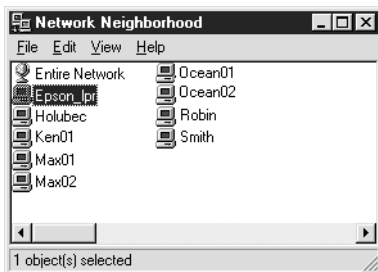 Network Neighborhood
File Edit View Help
Entire Network
Epson_lpr
Holubec
Ken01
Max01
Max02
Ocean01
Ocean02
Robin
Smith
1 object(s) selected